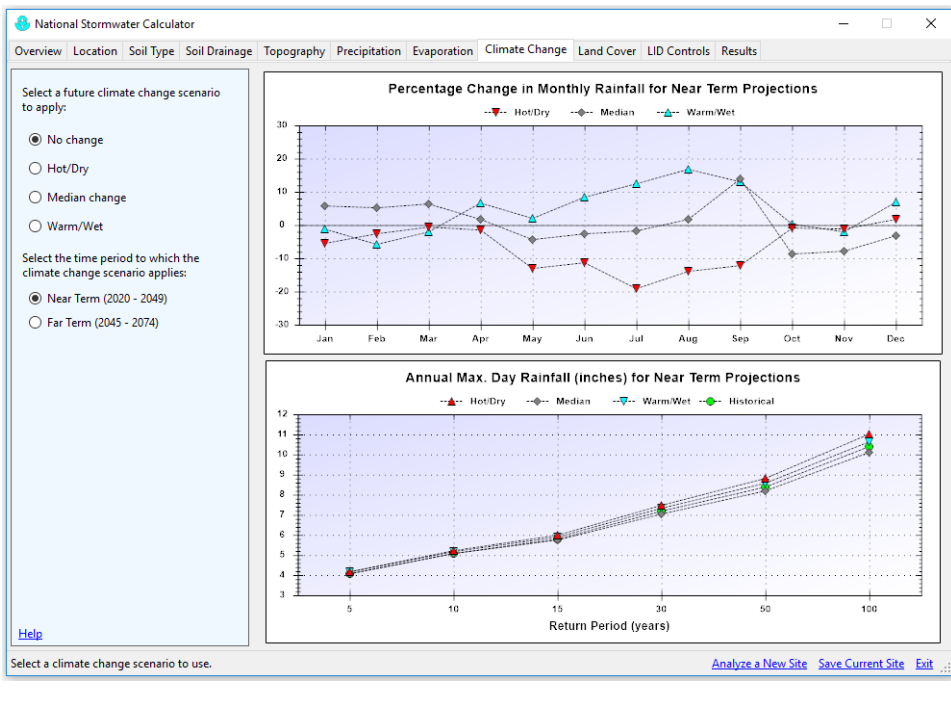 National Stormwater Calculator
Overview Location Soil Type Soil Drainage Topography Precipitation Evaporation Climate Change Land Cover LID Controls Results
Select a future climate change scenario
to apply:
No change
Hot/Dry
Median change
Warm/Wet
Select the time period to which the
climate change scenario applies:
Near Term (2020 - 2049)
Far Term (2045 - 2074)
Help
Percentage Change in Monthly Rainfall for Near Term Projections
Hot/Dry Median Warm/Wet
30
20
10
0
-10
-20
-30
Jan Feb Mar Apr May Jun Jul Aug Sep Oct Nov Dec
Annual Max. Day Rainfall (inches) for Near Term Projections
Hot/Dry Median Warm/Wet Historical
12
11
10
9
8
7
6
5
4
3
5 10 15 30 50 100
Return Period (years)
Select a climate change scenario to use.
Analyze a New Site Save Current Site Exit